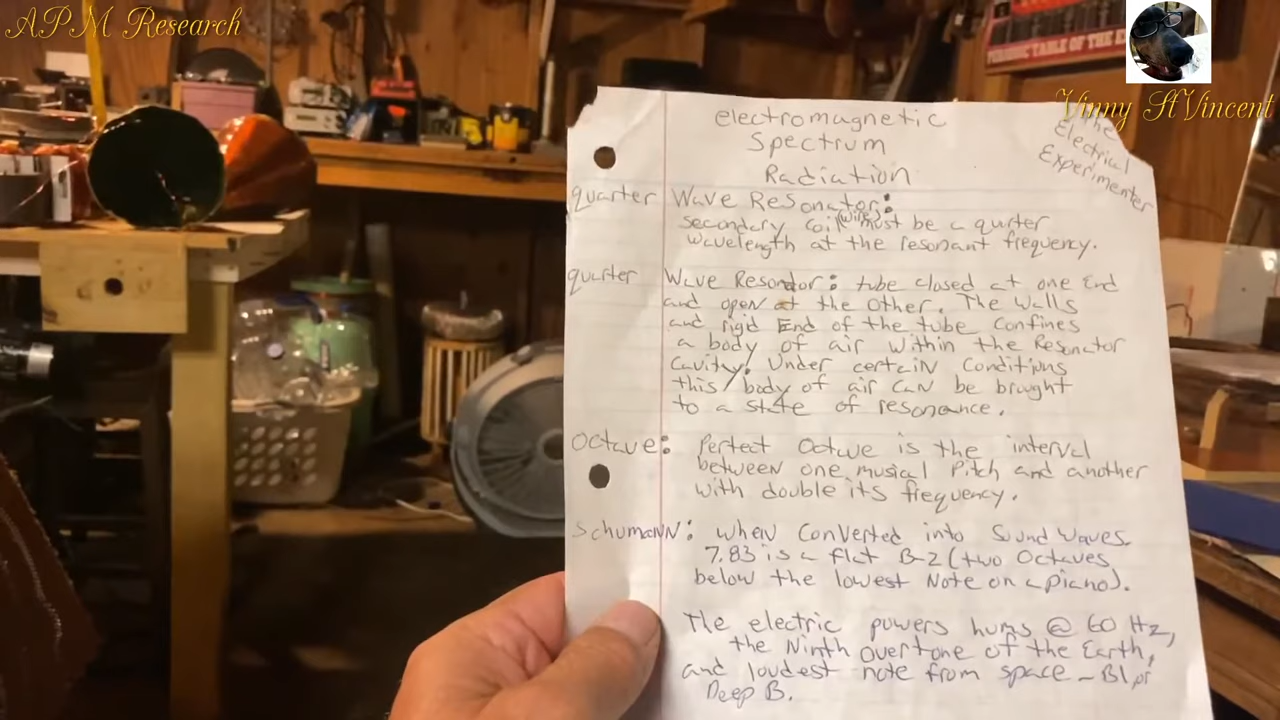 APM Research
PERIODIC TABLE OF THE E
Vinny StVincent
electromagnetic
Spectrum
Radiation
The
Electrical
Experimenter
quarter Wave Resonator:
secondary coil (wire) must be a qurter
wavelength at the resonant frequency.
quarter Wave Resonator: tube closed at one End
and open at the other. The Walls
and rigid End of the tube confines
a body of air within the Resonator
Cavity. Under certain Conditions
this body of air can be brought
to a state of resonance.
Octave: Perfect Octave is the interval
between one musical Pitch and another
with double its frequency.
Schumann: when Converted into Sound Waves,
7.83 is a flat B-2 (two Octaves
below the lowest Note on a piano).
The electric powers hums @ 60 Hz,
the Ninth overtone of the Earth,
and loudest note from space - B1, or
Deep B.